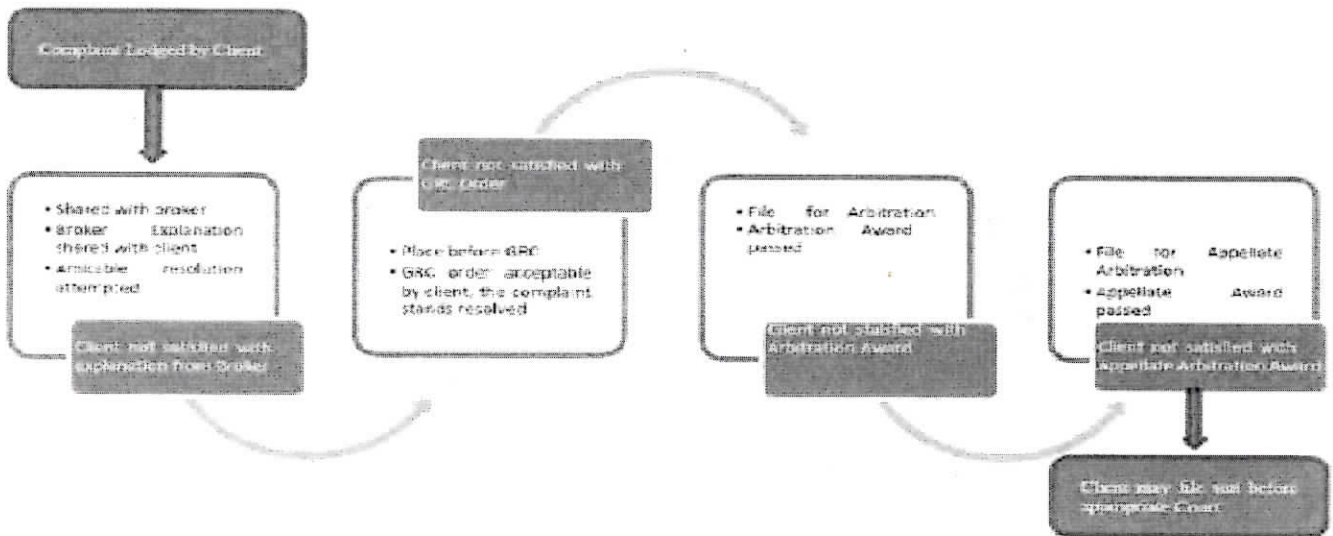 Complaint Lodged by Client
• Shared with broker
• Broker Explanation
shared with client
• Amicable resolution
attempted
Client not satisfied with
explanation from Broker
Client not satisfied with
GRC Order
• Place before GRC
• GRC order acceptable
by client, the complaint
stands resolved
• File for Arbitration
• Arbitration Award
passed
Client not satisfied with
Arbitration Award
• File for Appellate
Arbitration
• Appellate Award
passed
Client not satisfied with
Appellate Arbitration Award
Client may file suit before
appropriate Court